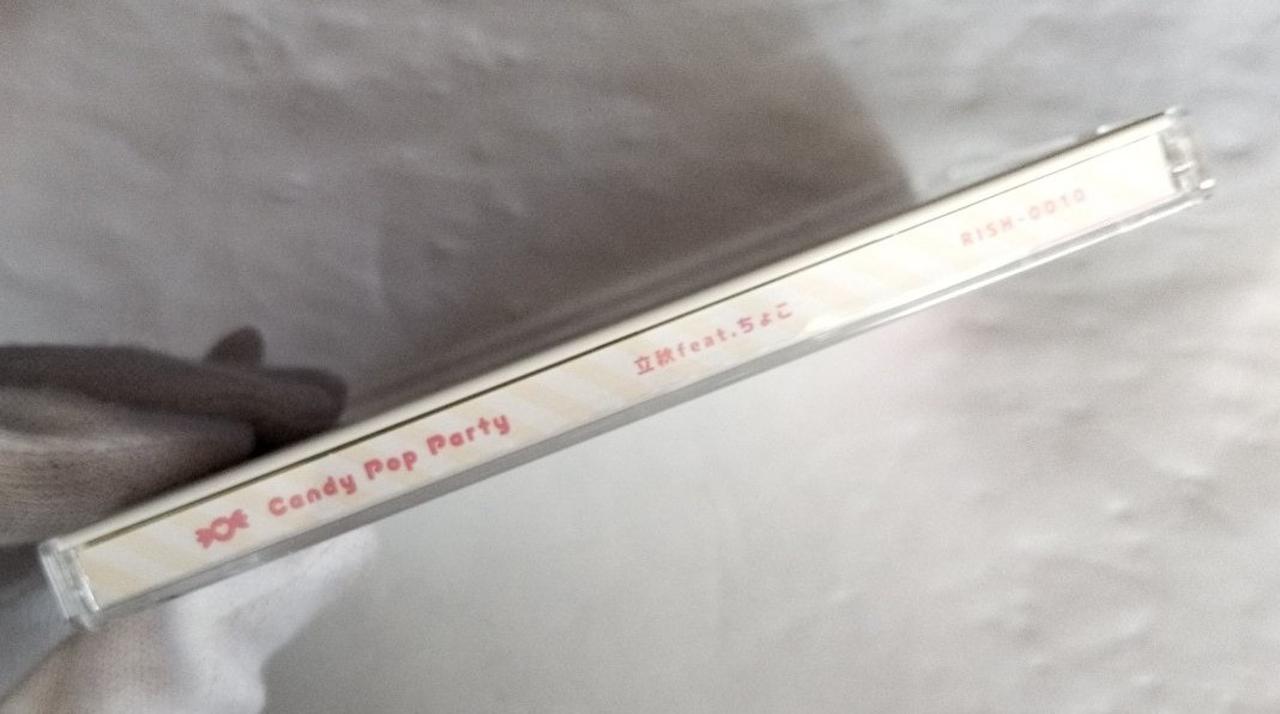 Candy Pop Party
立秋feat.ちょこ
RISH-0010